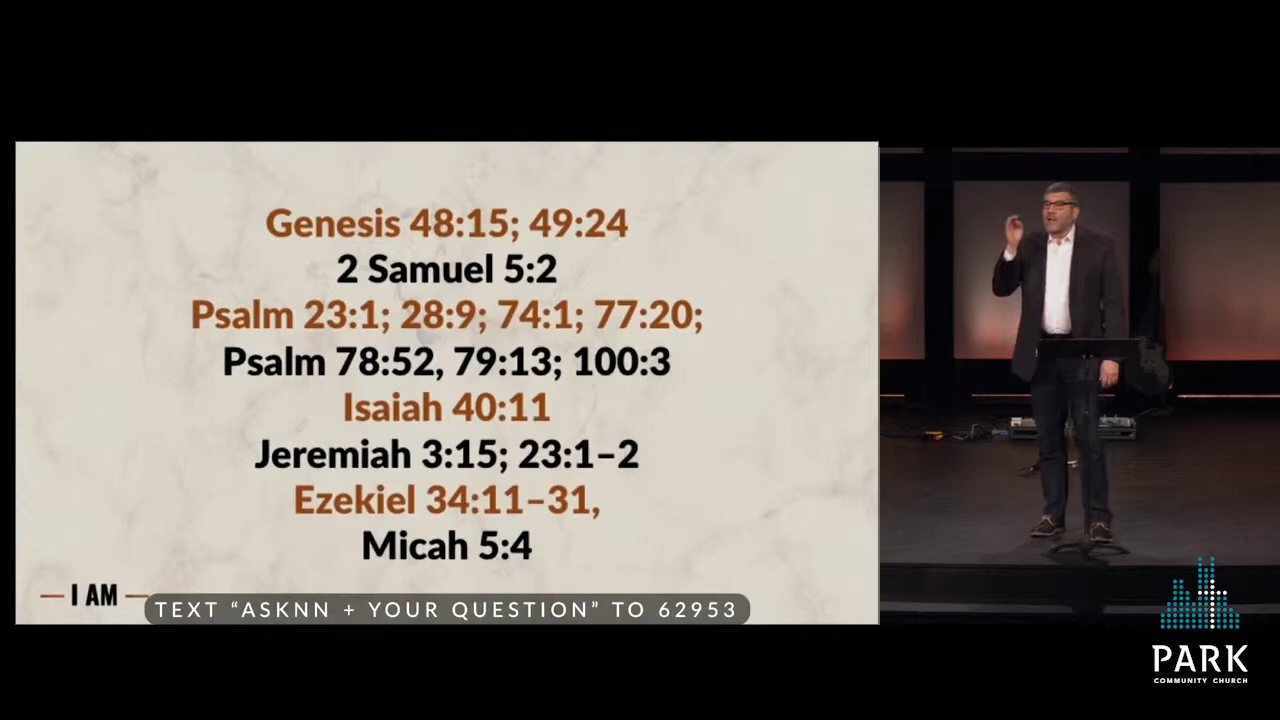 Genesis 48:15; 49:24
2 Samuel 5:2
Psalm 23:1; 28:9; 74:1; 77:20;
Psalm 78:52, 79:13; 100:3
Isaiah 40:11
Jeremiah 3:15; 23:1–2
Ezekiel 34:11–31,
Micah 5:4
I AM
TEXT “ASKNN + YOUR QUESTION” TO 62953
PARK
COMMUNITY CHURCH